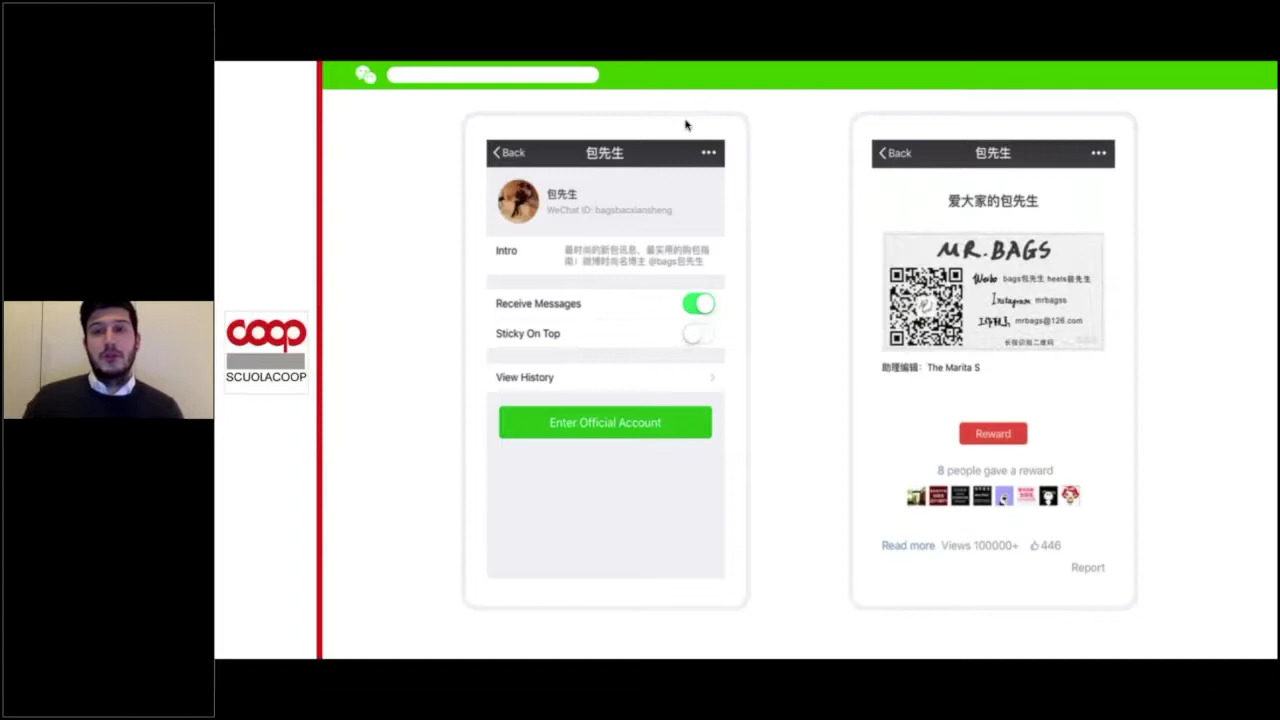 coop
SCUOLACOOP
Back
包先生
包先生
WeChat ID: bagsbaoxiansheng
Intro
最时尚的新包讯息、最实用的购包指
南！微博时尚名博主 @bags包先生
Receive Messages
Sticky On Top
View History
Enter Official Account
Back
包先生
爱大家的包先生
MR. BAGS
Weibo bags包先生 heels鞋先生
Instagram mrbagss
mrbags@126.com
长按识别二维码
助理编辑：The Marita S
Reward
8 people gave a reward
Read more Views 100000+ 446
Report